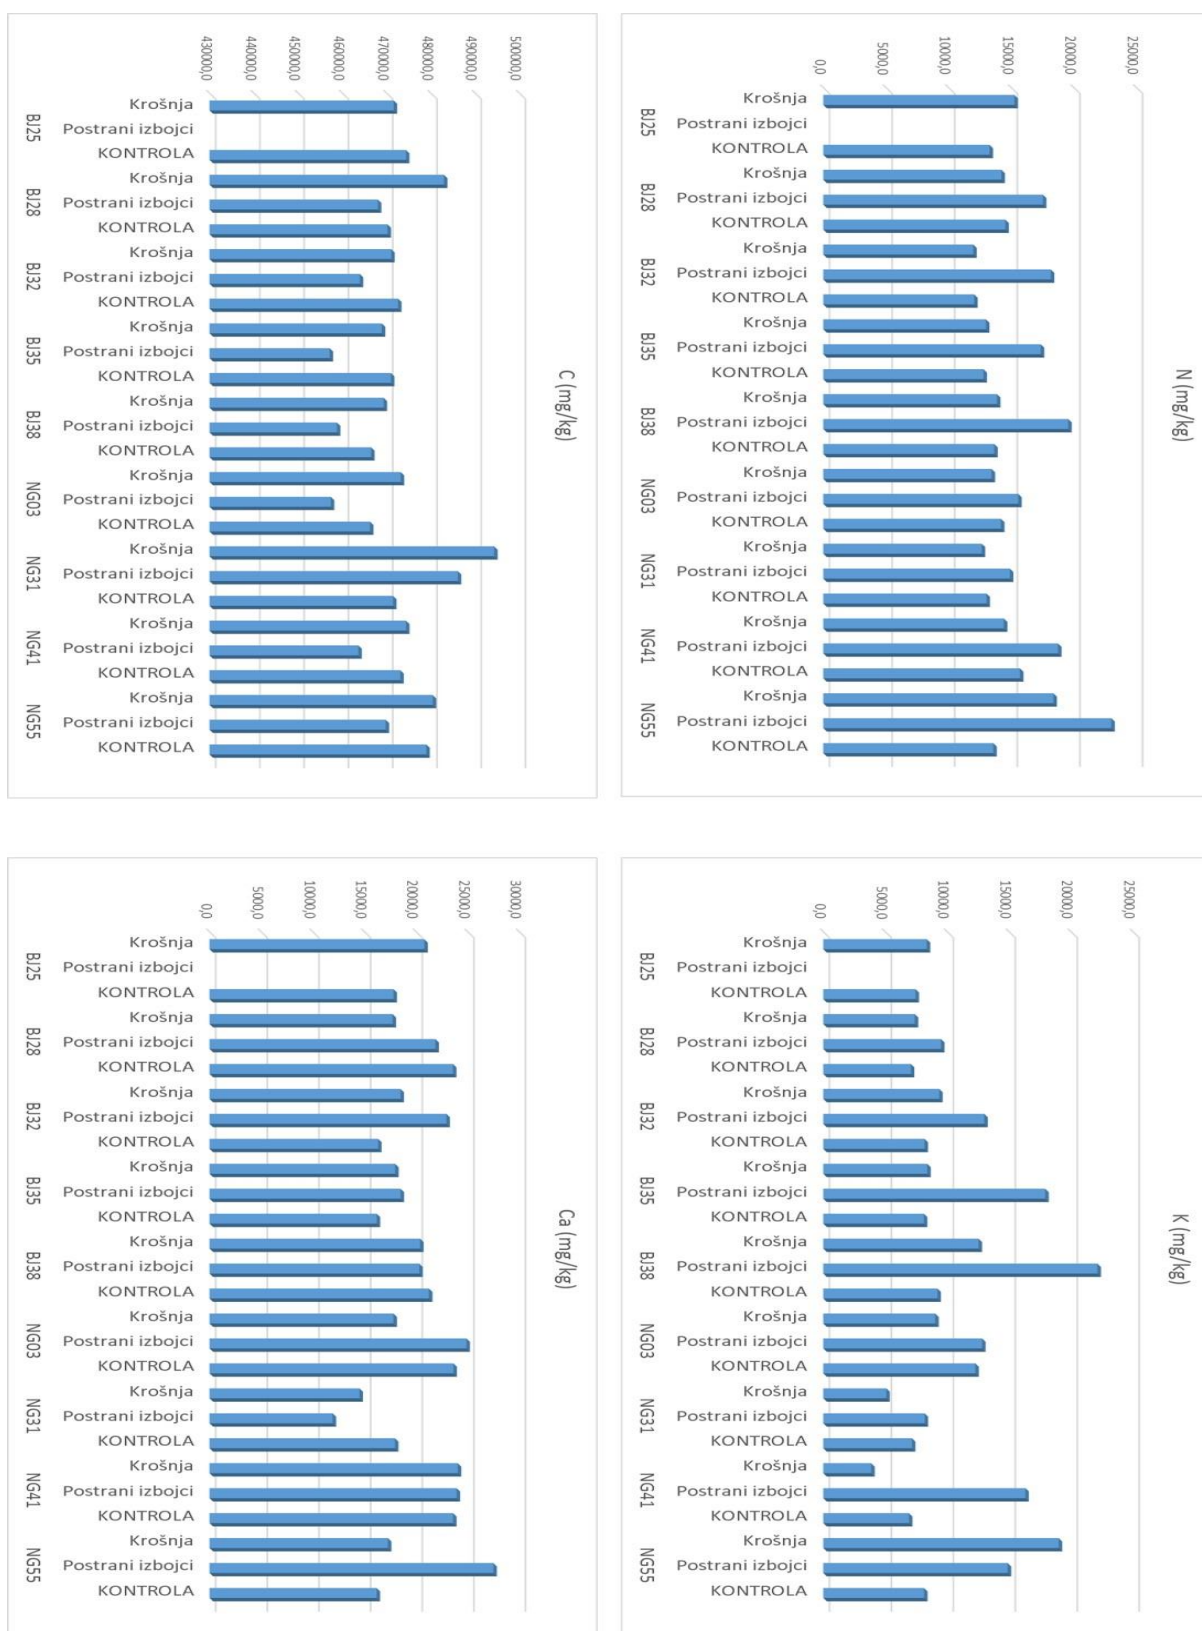 C (mg/kg)
430000,0
440000,0
450000,0
460000,0
470000,0
480000,0
490000,0
500000,0
Krošnja
Postrani izbojci
KONTROLA
BJ25
Krošnja
Postrani izbojci
KONTROLA
BJ28
Krošnja
Postrani izbojci
KONTROLA
BJ32
Krošnja
Postrani izbojci
KONTROLA
BJ35
Krošnja
Postrani izbojci
KONTROLA
BJ38
Krošnja
Postrani izbojci
KONTROLA
NG03
Krošnja
Postrani izbojci
KONTROLA
NG31
Krošnja
Postrani izbojci
KONTROLA
NG41
Krošnja
Postrani izbojci
KONTROLA
NG55
N (mg/kg)
,0
5000,0
10000,0
15000,0
20000,0
25000,0
Krošnja
Postrani izbojci
KONTROLA
BJ25
Krošnja
Postrani izbojci
KONTROLA
BJ28
Krošnja
Postrani izbojci
KONTROLA
BJ32
Krošnja
Postrani izbojci
KONTROLA
BJ35
Krošnja
Postrani izbojci
KONTROLA
BJ38
Krošnja
Postrani izbojci
KONTROLA
NG03
Krošnja
Postrani izbojci
KONTROLA
NG31
Krošnja
Postrani izbojci
KONTROLA
NG41
Krošnja
Postrani izbojci
KONTROLA
NG55
Ca (mg/kg)
,0
5000,0
10000,0
15000,0
20000,0
25000,0
30000,0
Krošnja
Postrani izbojci
KONTROLA
BJ25
Krošnja
Postrani izbojci
KONTROLA
BJ28
Krošnja
Postrani izbojci
KONTROLA
BJ32
Krošnja
Postrani izbojci
KONTROLA
BJ35
Krošnja
Postrani izbojci
KONTROLA
BJ38
Krošnja
Postrani izbojci
KONTROLA
NG03
Krošnja
Postrani izbojci
KONTROLA
NG31
Krošnja
Postrani izbojci
KONTROLA
NG41
Krošnja
Postrani izbojci
KONTROLA
NG55
K (mg/kg)
,0
5000,0
10000,0
15000,0
20000,0
25000,0
Krošnja
Postrani izbojci
KONTROLA
BJ25
Krošnja
Postrani izbojci
KONTROLA
BJ28
Krošnja
Postrani izbojci
KONTROLA
BJ32
Krošnja
Postrani izbojci
KONTROLA
BJ35
Krošnja
Postrani izbojci
KONTROLA
BJ38
Krošnja
Postrani izbojci
KONTROLA
NG03
Krošnja
Postrani izbojci
KONTROLA
NG31
Krošnja
Postrani izbojci
KONTROLA
NG41
Krošnja
Postrani izbojci
KONTROLA
NG55